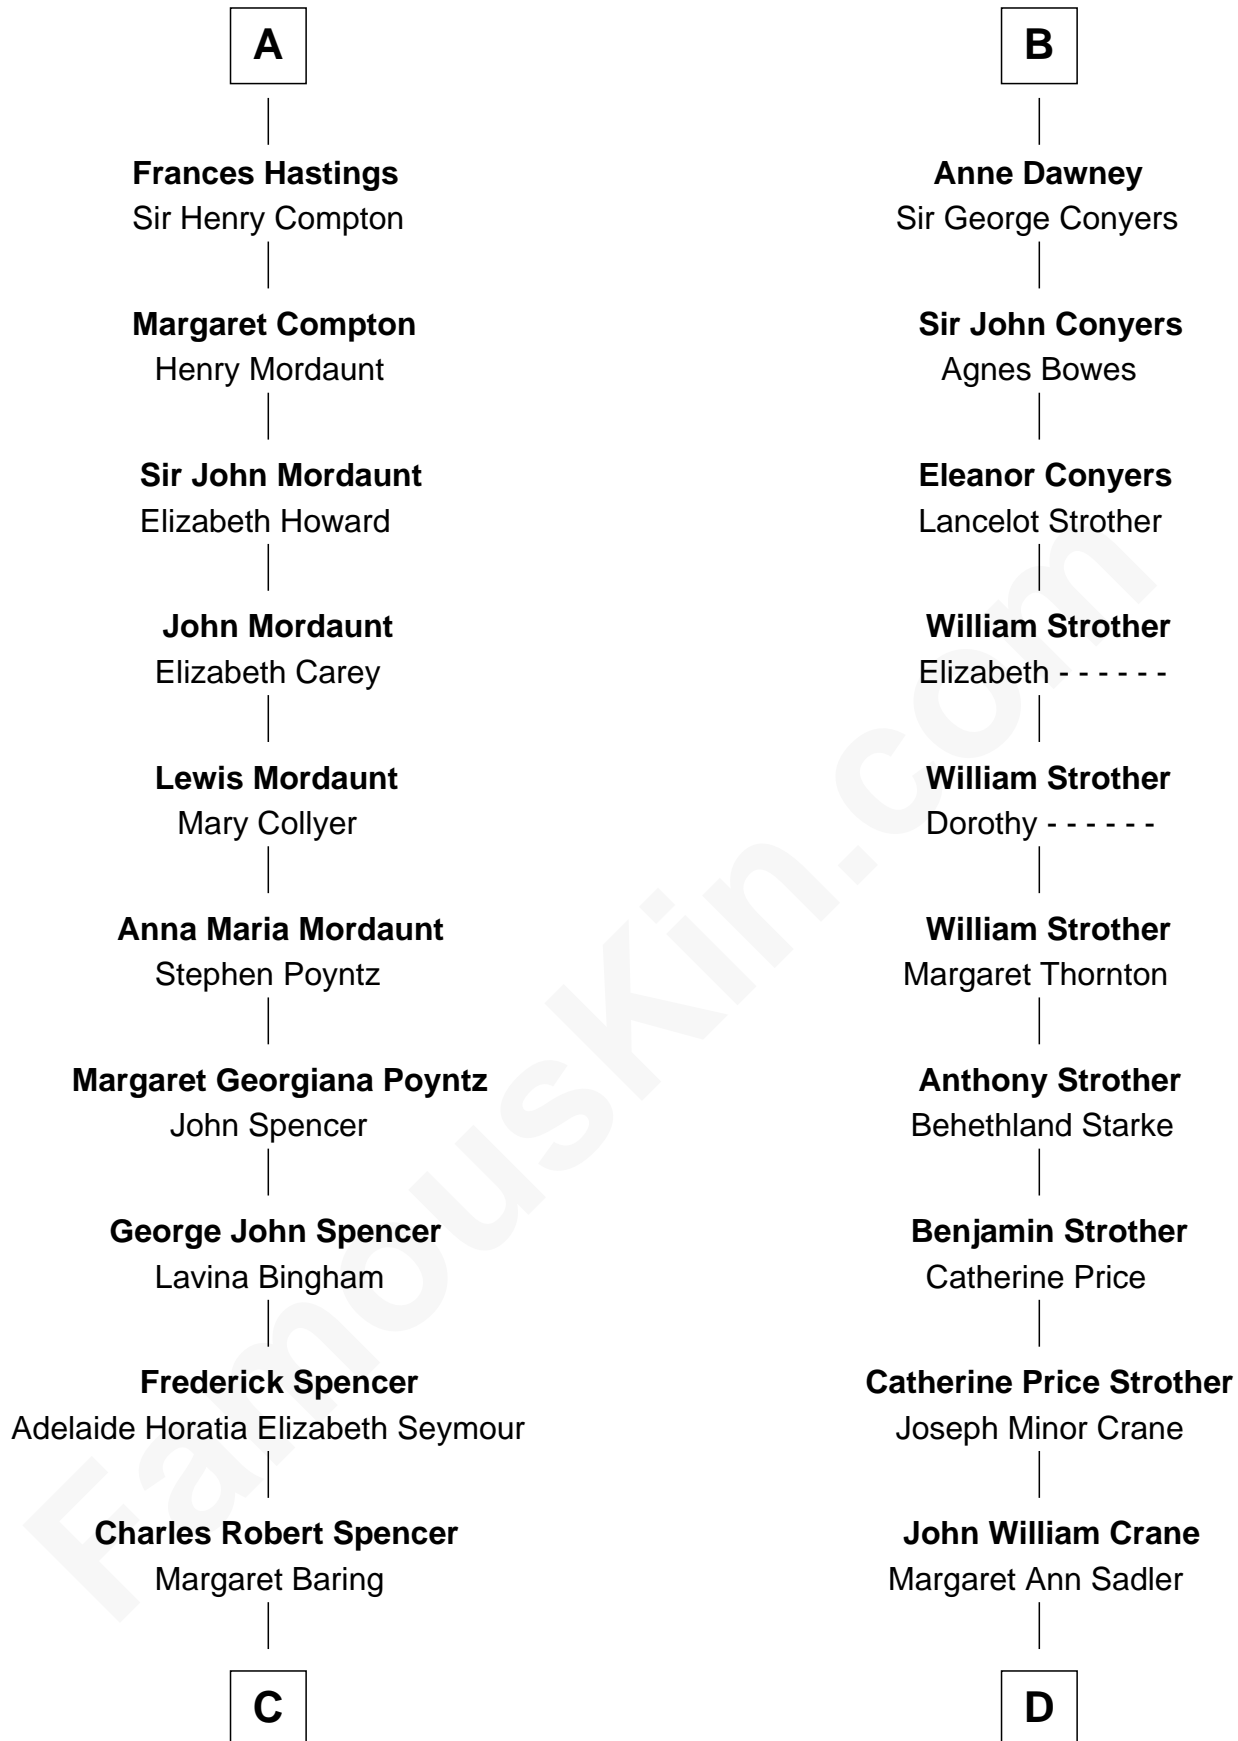 A
Frances Hastings
Sir Henry Compton
Margaret Compton
Henry Mordaunt
Sir John Mordaunt
Elizabeth Howard
John Mordaunt
Elizabeth Carey
Lewis Mordaunt
Mary Collyer
Anna Maria Mordaunt
Stephen Poyntz
Margaret Georgiana Poyntz
John Spencer
George John Spencer
Lavina Bingham
Frederick Spencer
Adelaide Horatia Elizabeth Seymour
Charles Robert Spencer
Margaret Baring
C
B
Anne Dawney
Sir George Conyers
Sir John Conyers
Agnes Bowes
Eleanor Conyers
Lancelot Strother
William Strother
Elizabeth - - - - - -
William Strother
Dorothy - - - - - -
William Strother
Margaret Thornton
Anthony Strother
Behethland Starke
Benjamin Strother
Catherine Price
Catherine Price Strother
Joseph Minor Crane
John William Crane
Margaret Ann Sadler
D
FamousKin.com